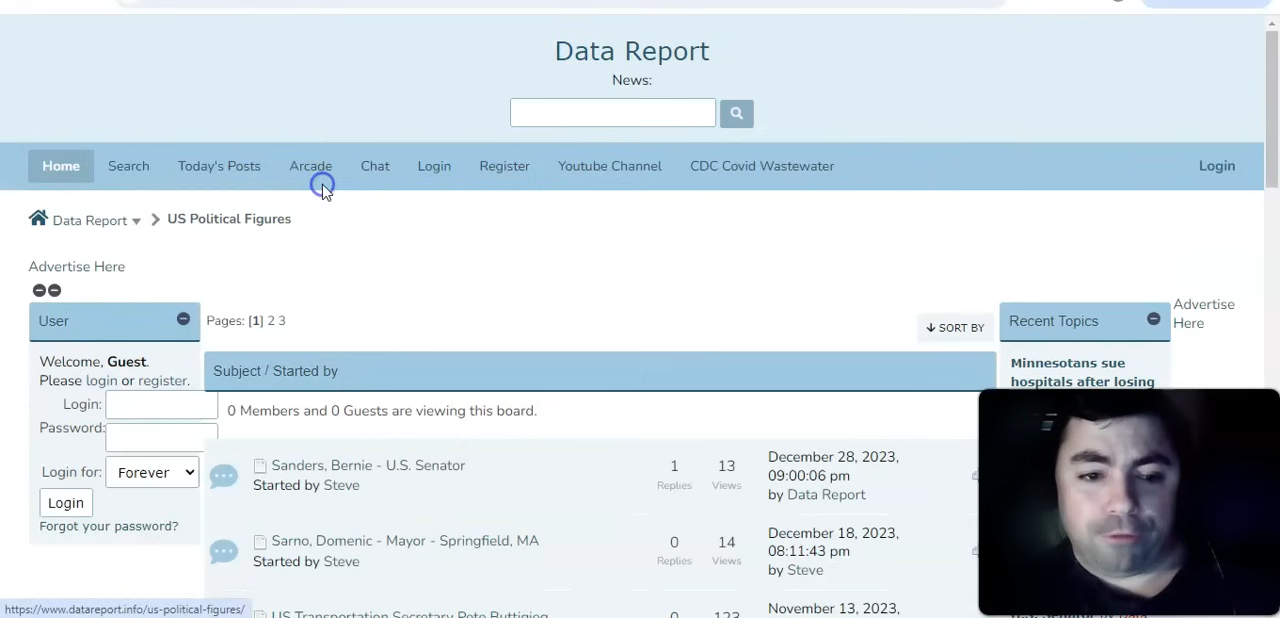 Data Report
News:
Home Search Today's Posts Arcade Chat Login Register Youtube Channel CDC Covid Wastewater Login
Data Report US Political Figures
Advertise Here
User
Welcome, Guest.
Please login or register.
Login:
Password:
Login for: Forever
Login
Forgot your password?
Pages: [1] 2 3
SORT BY
Subject / Started by
0 Members and 0 Guests are viewing this board.
Sanders, Bernie - U.S. Senator
Started by Steve
1 Replies
13 Views
December 28, 2023,
09:00:06 pm
by Data Report
Sarno, Domenic - Mayor - Springfield, MA
Started by Steve
0 Replies
14 Views
December 18, 2023,
08:11:43 pm
by Steve
US Transportation Secretary Pete Buttigieg
0
123
November 13, 2023,
Recent Topics
Minnesotans sue
hospitals after losing
Advertise
Here
https://www.datareport.info/us-political-figures/